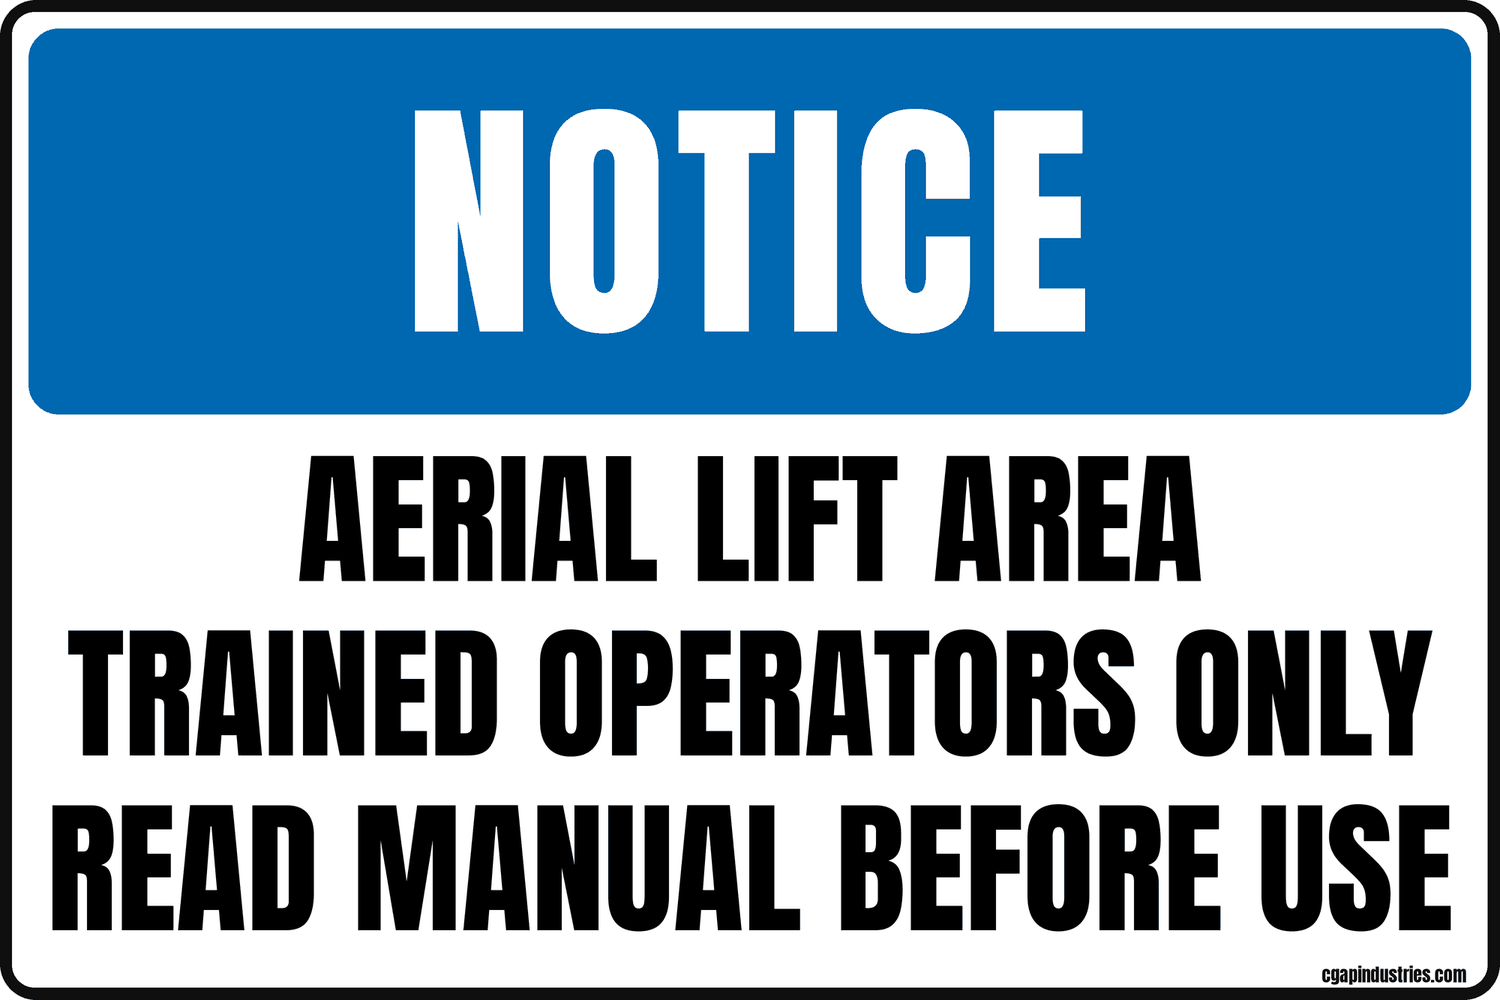 NOTICE
AERIAL LIFT AREA
TRAINED OPERATORS ONLY
READ MANUAL BEFORE USE
cgapindustries.com